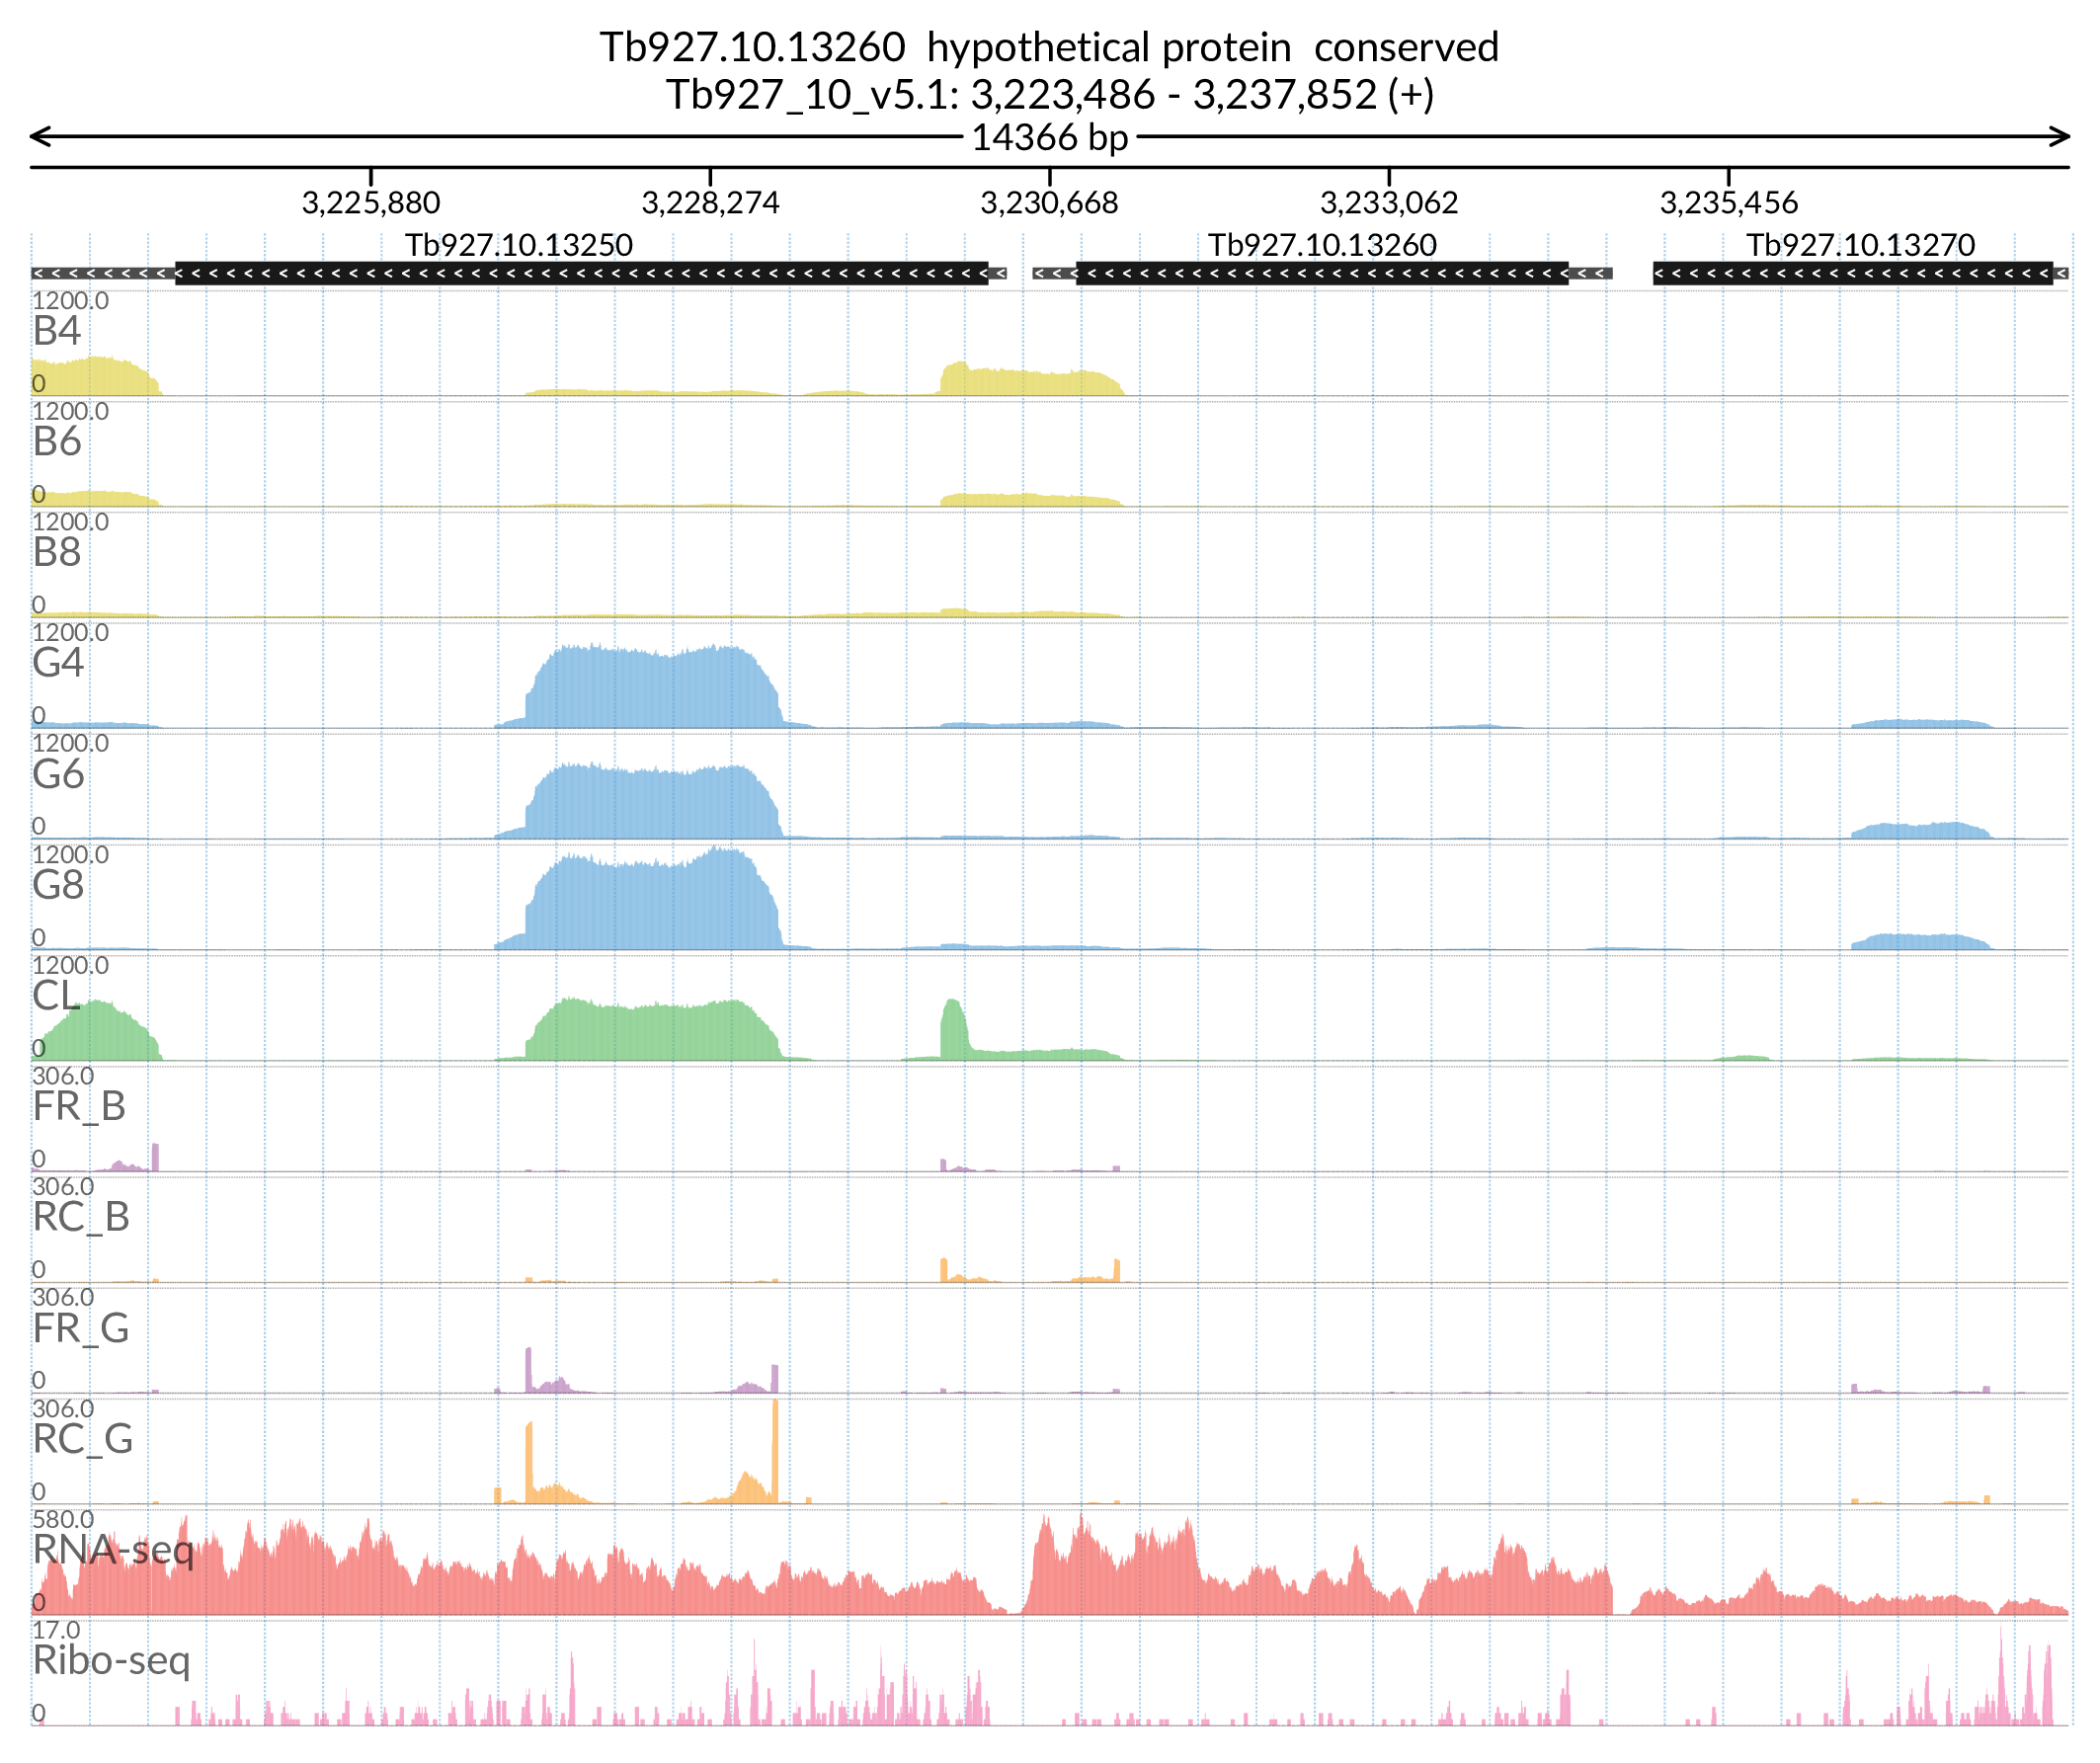 Tb927.10.13260  hypothetical protein  conserved
Tb927_10_v5.1: 3,223,486 - 3,237,852 (+)
14366 bp
3,225,880 3,228,274 3,230,668 3,233,062 3,235,456
Tb927.10.13250 Tb927.10.13260 Tb927.10.13270
1200.0
B4
0
1200.0
B6
0
1200.0
B8
0
1200.0
G4
0
1200.0
G6
0
1200.0
G8
0
1200.0
CL
0
306.0
FR_B
0
306.0
RC_B
0
306.0
FR_G
0
306.0
RC_G
0
580.0
RNA-seq
0
17.0
Ribo-seq
0